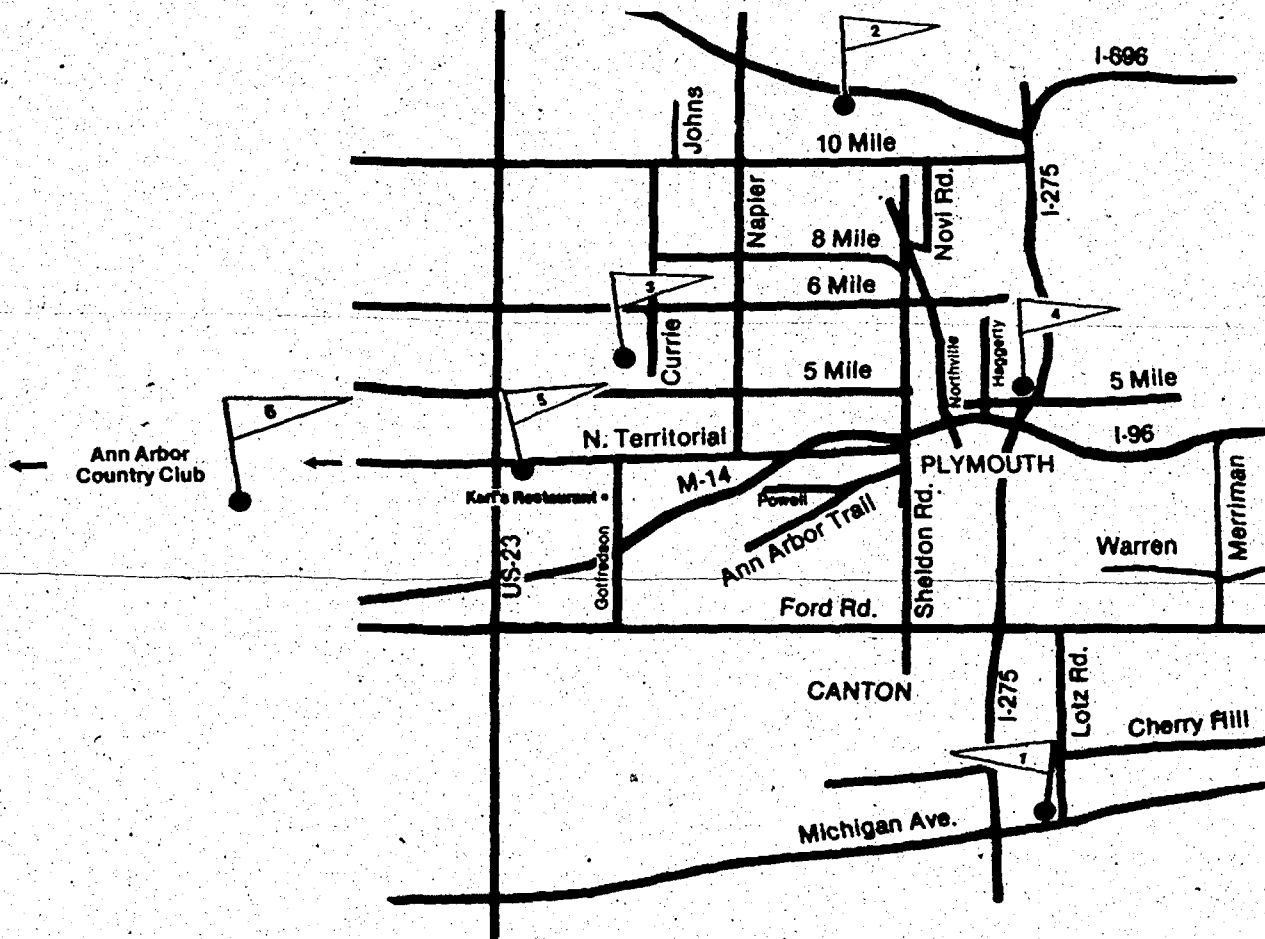 2
I-696
Johns
10 Mile
Napier
Novi Rd.
I-275
8 Mile
3
6 Mile
4
Currie
Northville
Haggerty
5 Mile
5 Mile
6
5
Ann Arbor
Country Club
N. Territorial
I-96
PLYMOUTH
M-14
Karl's Restaurant
Powell
Ann Arbor Trail
Sheldon Rd.
Merriman
Warren
US-23
Gotfredson
Ford Rd.
CANTON
I-275
Lotz Rd.
Cherry Hill
1
Michigan Ave.